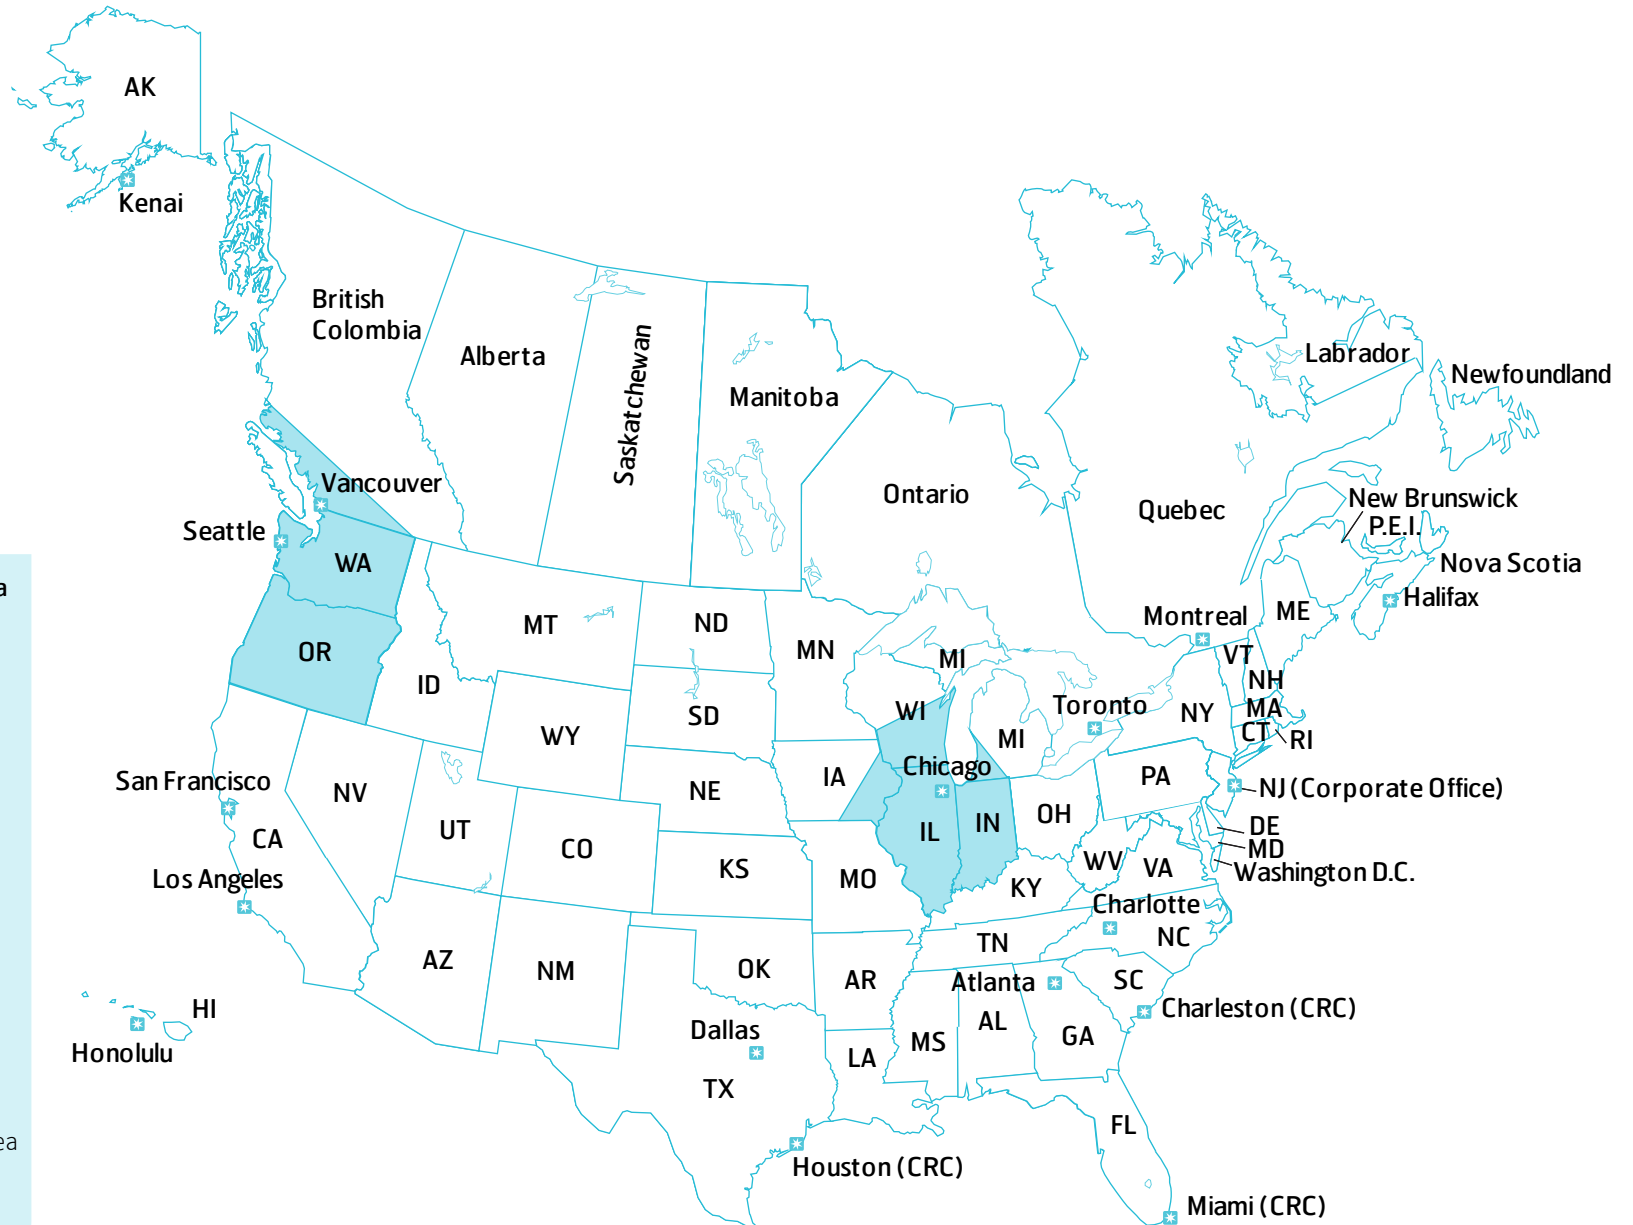 AK
Kenai
British
Colombia
Alberta
Saskatchewan
Manitoba
Ontario
Quebec
Labrador
Newfoundland
New Brunswick
P.E.I.
Nova Scotia
Halifax
Vancouver
Seattle
WA
OR
MT
ID
ND
SD
MN
WY
NE
IA
WI
MI
MI
Chicago
IL
IN
OH
Toronto
Montreal
ME
VT
NH
MA
CT
RI
NY
PA
NJ (Corporate Office)
DE
MD
Washington D.C.
San Francisco
CA
NV
UT
CO
KS
MO
KY
WV
VA
Los Angeles
Charlotte
NC
TN
AZ
NM
OK
AR
Atlanta
SC
Charleston (CRC)
HI
Honolulu
Dallas
TX
LA
MS
AL
GA
FL
Houston (CRC)
Miami (CRC)
a
ea